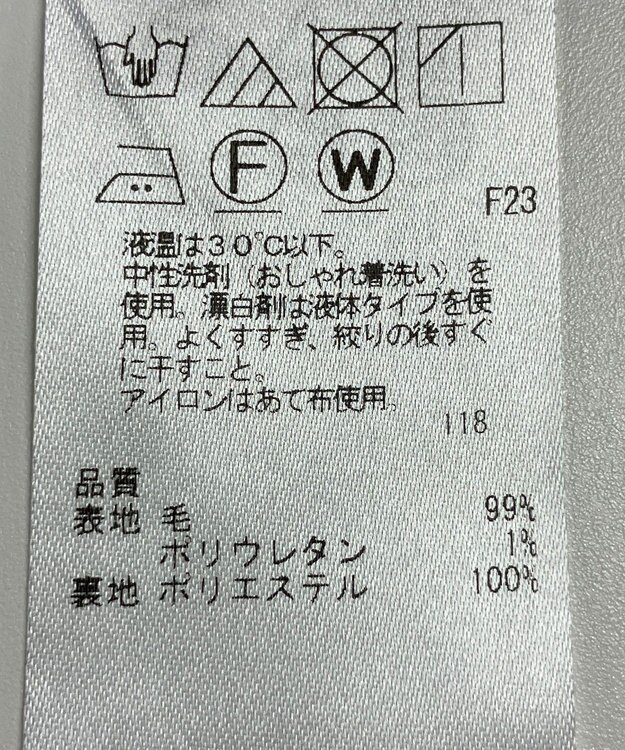 F W
F23
液温は30℃以下。
中性洗剤(おしゃれ着洗い)を
使用。漂白剤は液体タイプを使
用。よくすすぎ、絞りの後すぐ
に干すこと。
アイロンはあて布使用。
118
品質
表地 毛 99%
ポリウレタン 1%
裏地 ポリエステル 100%